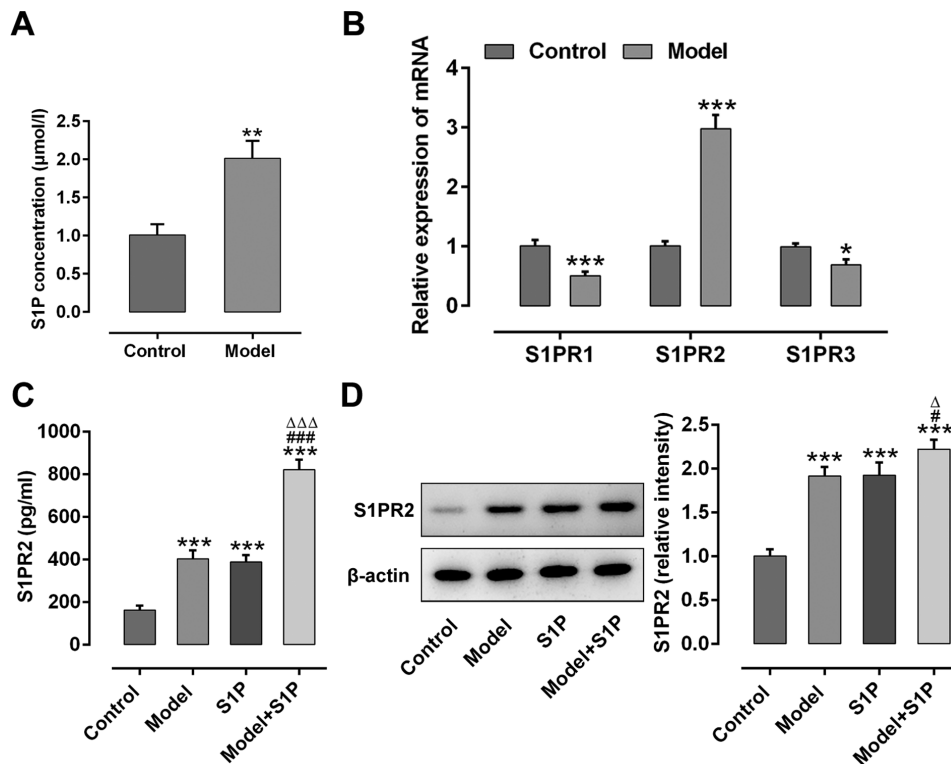 A
S1P concentration (μmol/l)
2.5
2.0
1.5
1.0
0.5
0.0
**
Control
Model
B
Control
Model
Relative expression of mRNA
4
3
2
1
0
***
***
*
S1PR1
S1PR2
S1PR3
C
S1PR2 (pg/ml)
1000
800
600
400
200
0
***
***
ΔΔΔ
###
***
Control
Model
S1P
Model+S1P
D
S1PR2
β-actin
Control
Model
S1P
Model+S1P
S1PR2 (relative intensity)
2.5
2.0
1.5
1.0
0.5
0.0
***
***
Δ
#
***
Control
Model
S1P
Model+S1P